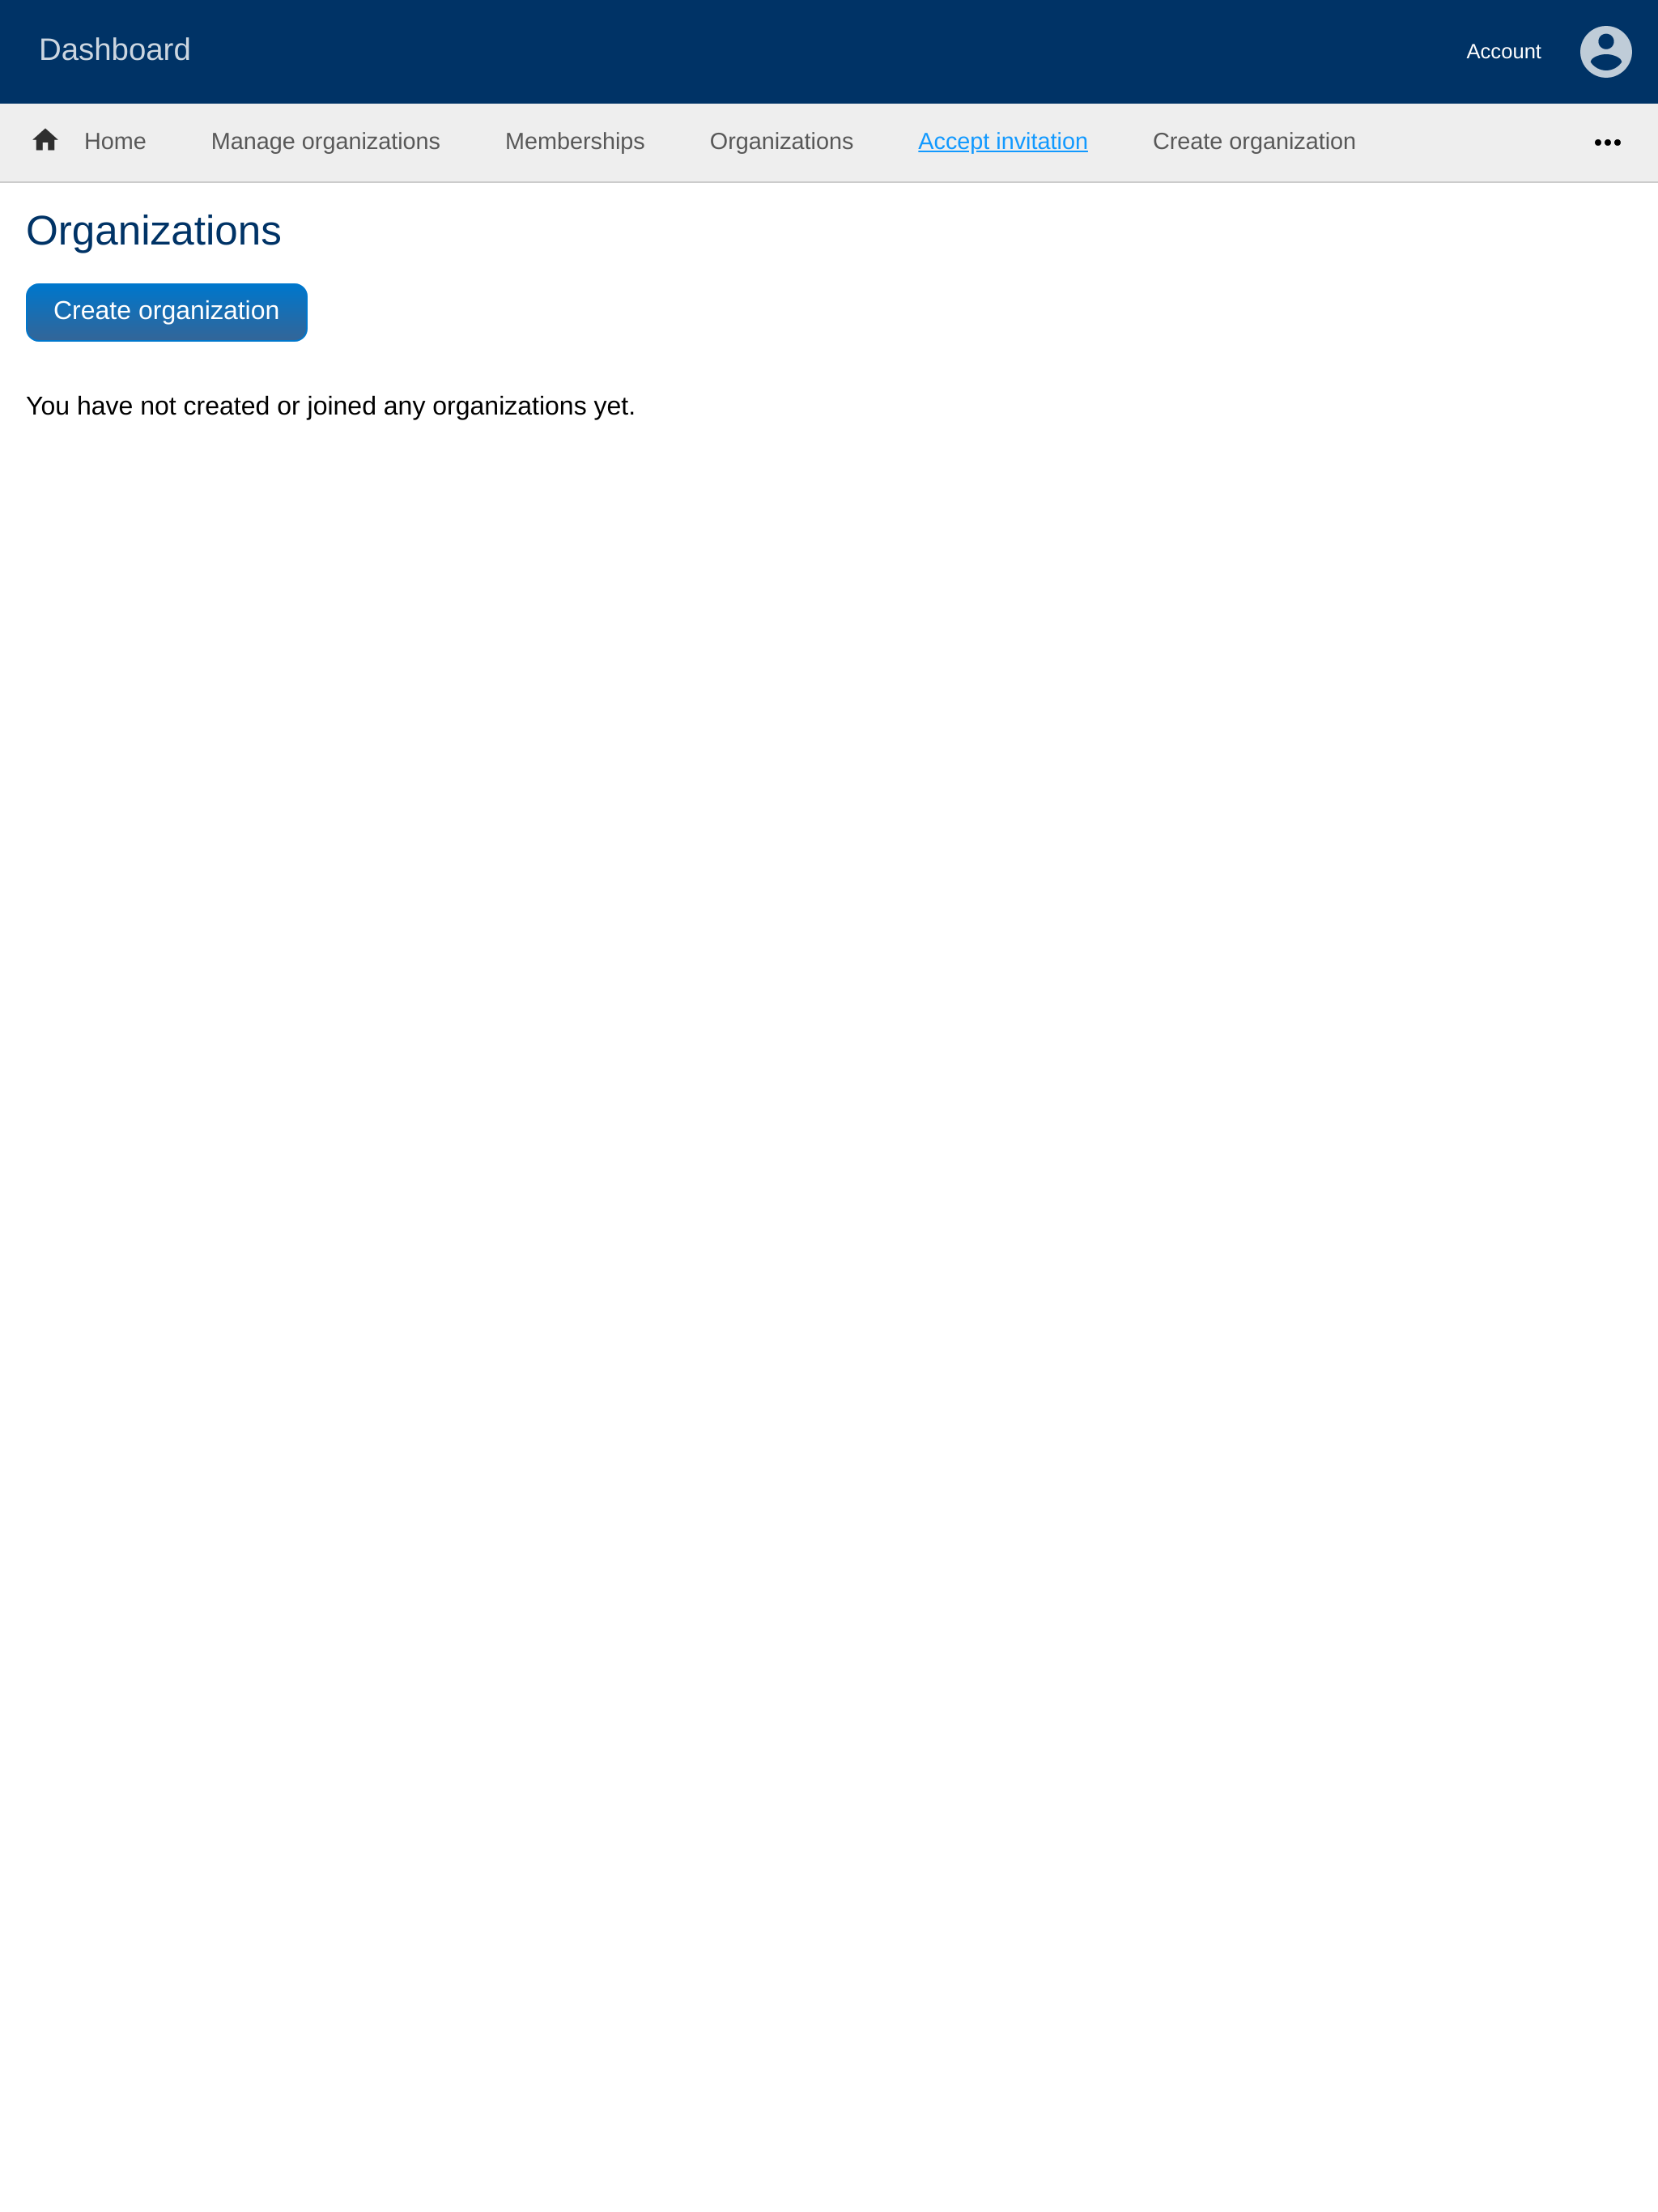 Dashboard
Account
Home Manage organizations Memberships Organizations Accept invitation Create organization
Organizations
Create organization
You have not created or joined any organizations yet.